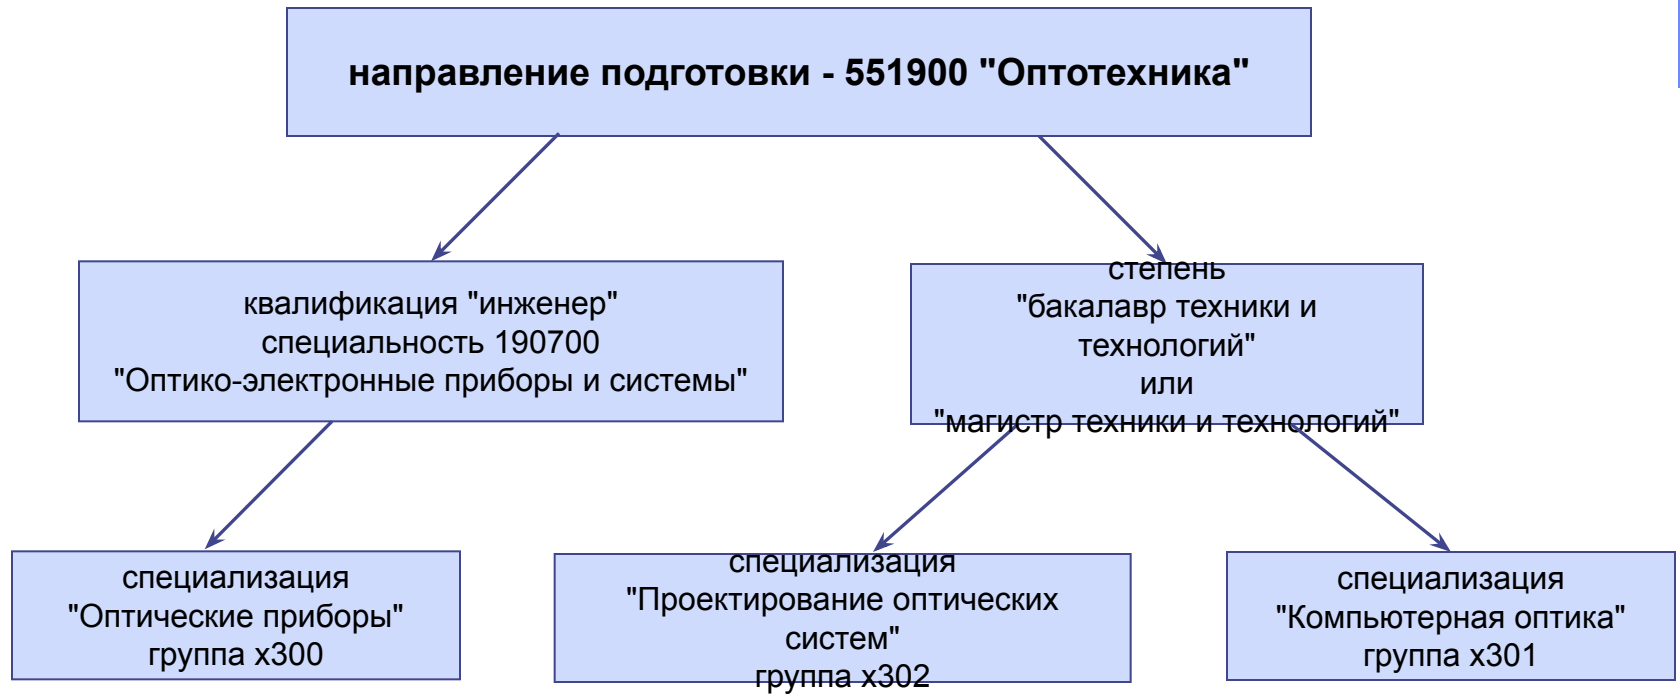 направление подготовки - 551900 "Оптотехника"
квалификация "инженер"
специальность 190700
"Оптико-электронные приборы и системы"
степень
"бакалавр техники и
технологий"
или
"магистр техники и технологий"
специализация
"Оптические приборы"
группа х300
специализация
"Проектирование оптических
систем"
группа х302
специализация
"Компьютерная оптика"
группа х301